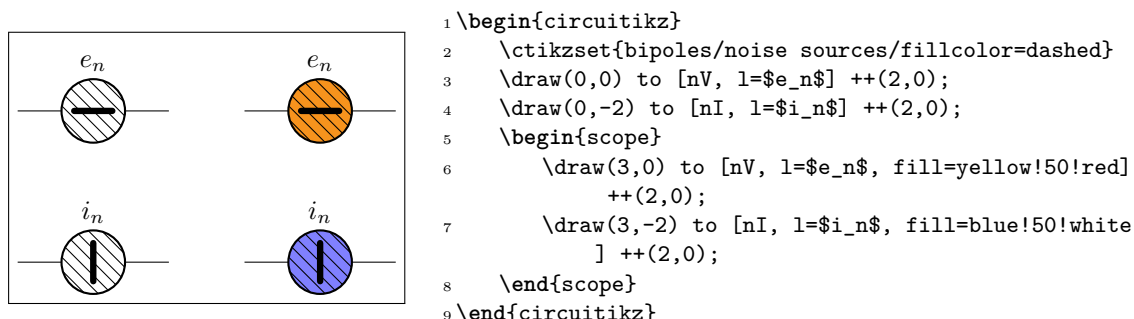 e_n e_n
i_n i_n
1 \begin{circuitikz}
2 \ctikzset{bipoles/noise sources/fillcolor=dashed}
3 \draw(0,0) to [nV, l=$e_n$] ++(2,0);
4 \draw(0,-2) to [nI, l=$i_n$] ++(2,0);
5 \begin{scope}
6 \draw(3,0) to [nV, l=$e_n$, fill=yellow!50!red]
++(2,0);
7 \draw(3,-2) to [nI, l=$i_n$, fill=blue!50!white
] ++(2,0);
8 \end{scope}
9 \end{circuitikz}